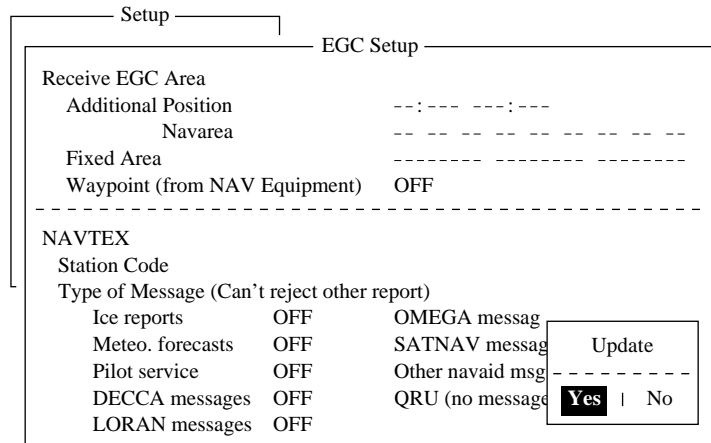 Setup
EGC Setup
Receive EGC Area
Additional Position --:--- ---:---
Navarea -- -- -- -- -- -- -- -- --
Fixed Area -------- -------- --------
Waypoint (from NAV Equipment) OFF
NAVTEX
Station Code
Type of Message (Can't reject other report)
Ice reports OFF OMEGA messag
Meteo. forecasts OFF SATNAV messag
Pilot service OFF Other navaid msg
DECCA messages OFF QRU (no message
LORAN messages OFF
Update
Yes | No